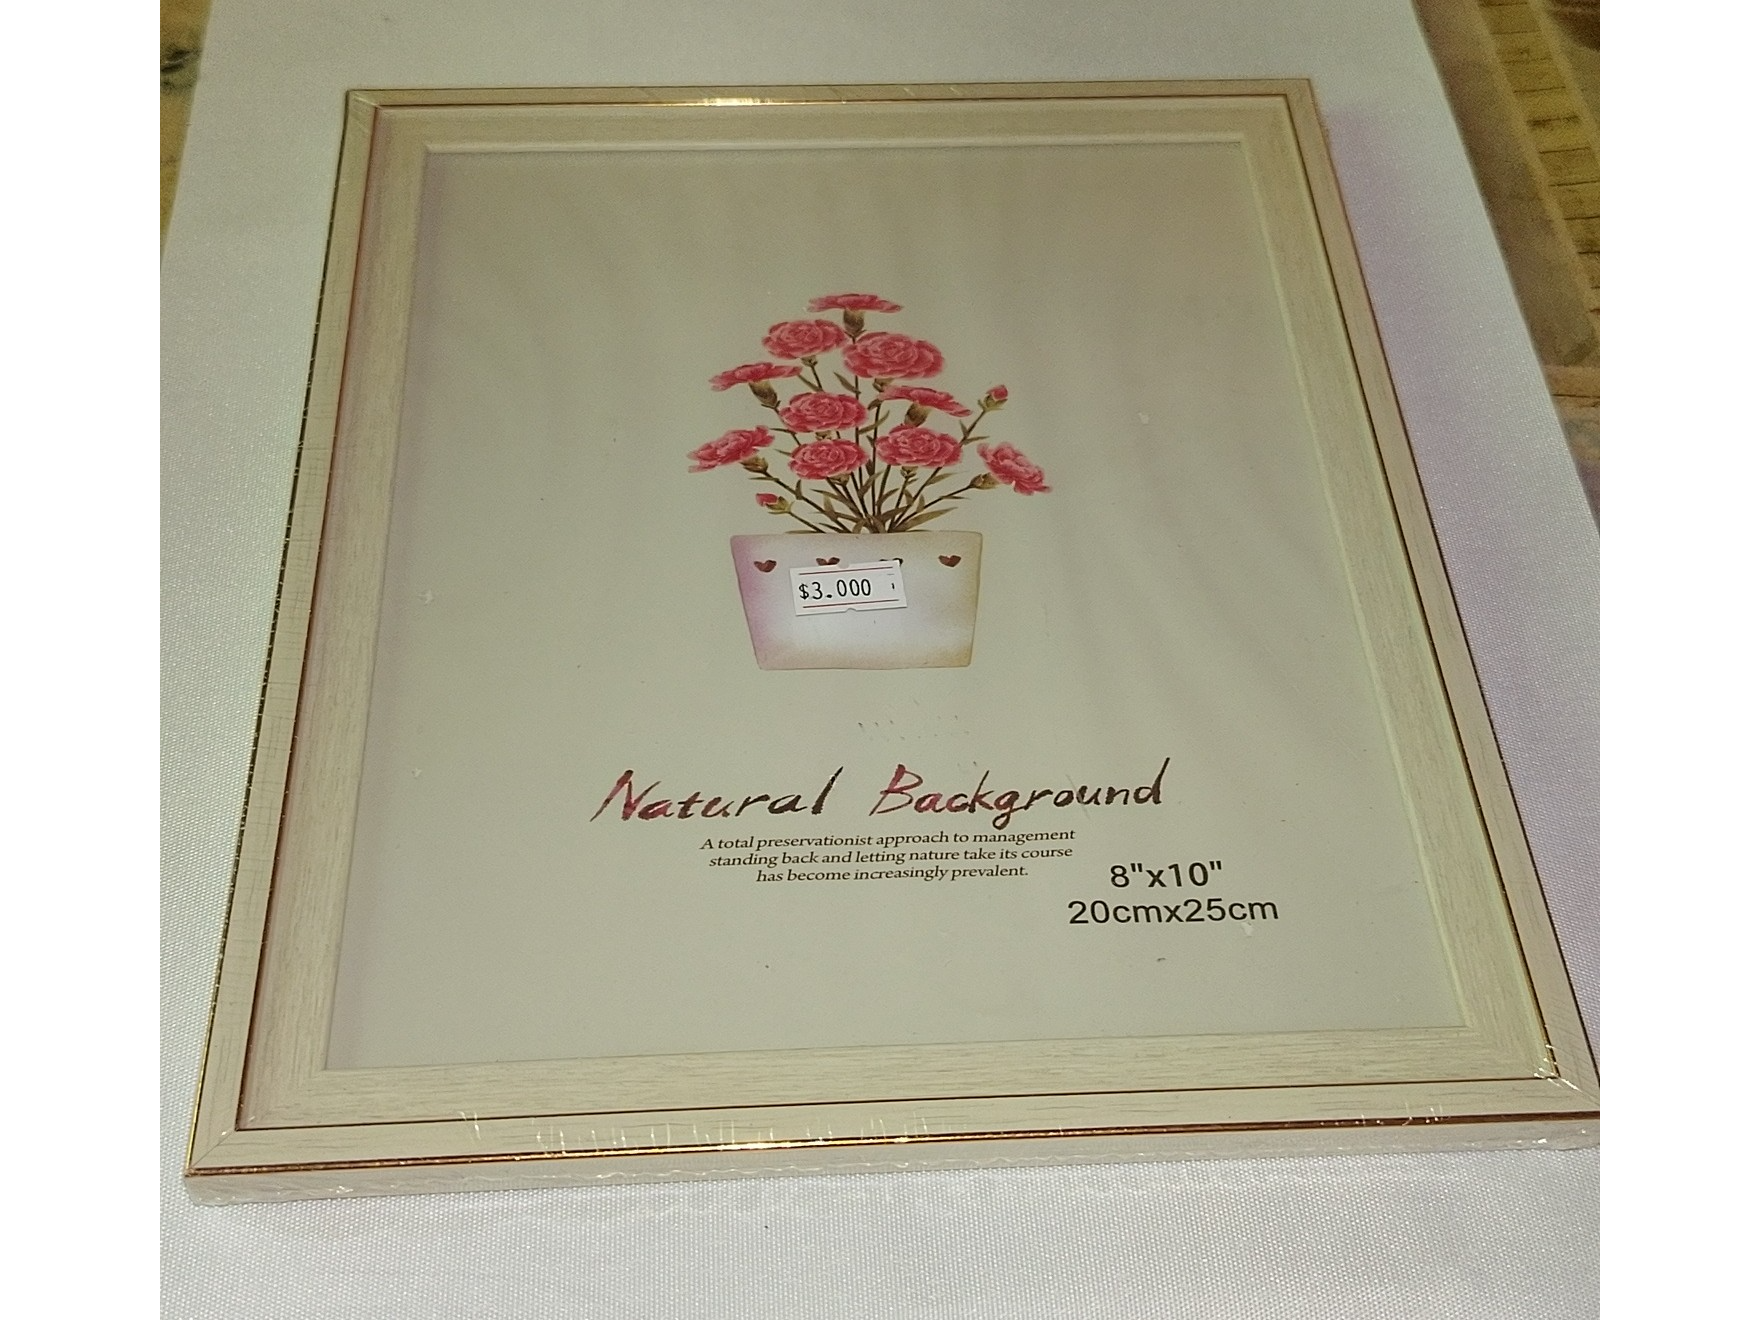 $3.000
Natural Background
A total preservationist approach to management
standing back and letting nature take its course
has become increasingly prevalent.
8"x10"
20cmx25cm